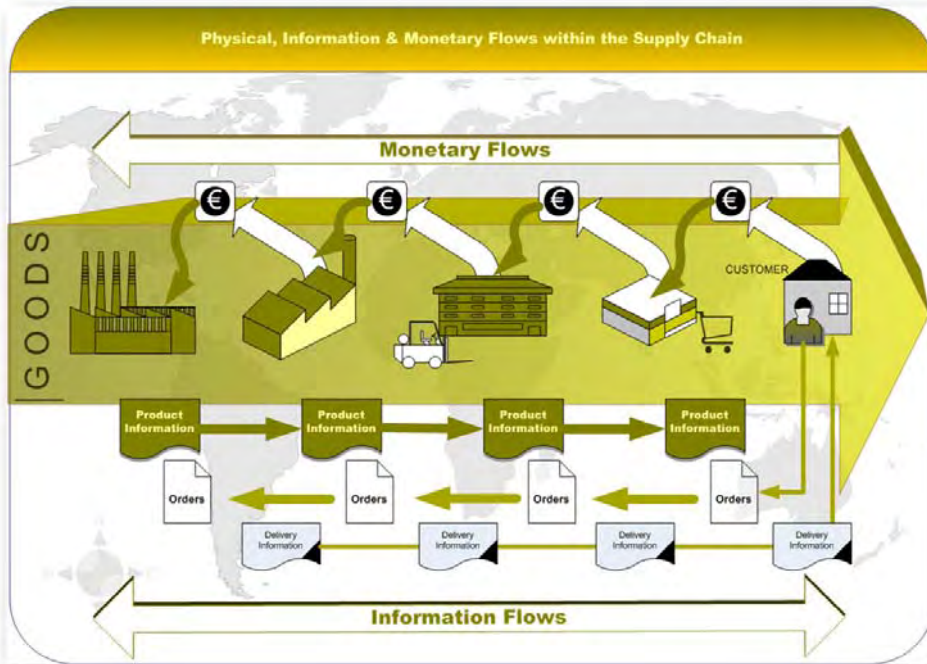 Physical, Information & Monetary Flows within the Supply Chain
Monetary Flows
€
€
€
€
GOODS
CUSTOMER
Product
Information
Product
Information
Product
Information
Product
Information
Orders
Orders
Orders
Orders
Delivery
Information
Delivery
Information
Delivery
Information
Delivery
Information
Information Flows